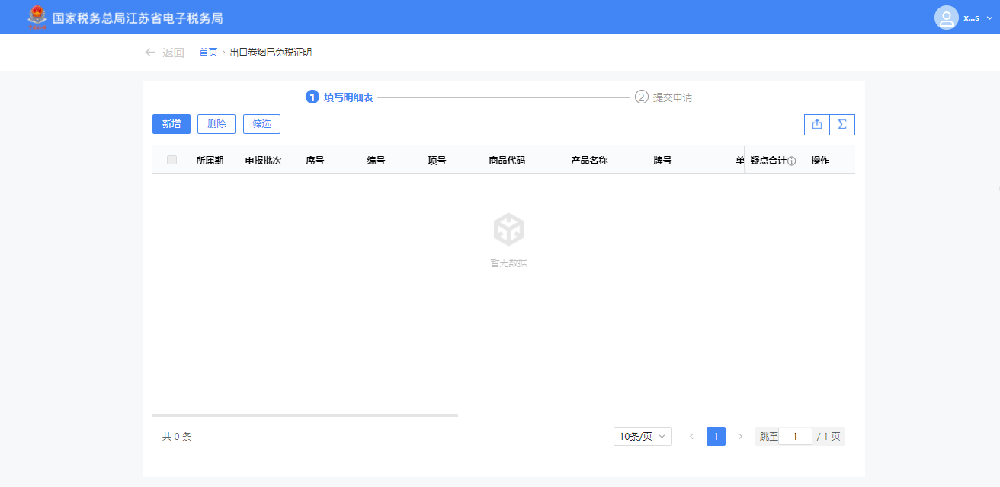 国家税务总局江苏省电子税务局
x...s
返回 首页 › 出口卷烟已免税证明
1 填写明细表 2 提交申请
新增 删除 筛选
所属期 申报批次 序号 编号 项号 商品代码 产品名称 牌号 单 疑点合计 操作
暂无数据
共 0 条 10条/页 1 跳至 1 / 1 页